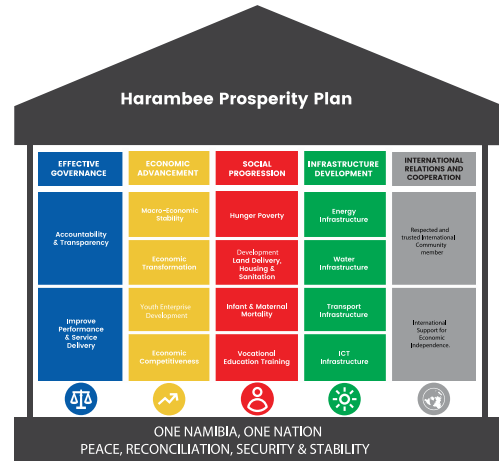 Harambee Prosperity Plan
EFFECTIVE
GOVERNANCE
Accountability
& Transparency
Improve
Performance
& Service
Delivery
ECONOMIC
ADVANCEMENT
Macro-Economic
Stability
Economic
Transformation
Youth Enterprise
Development
Economic
Competitiveness
SOCIAL
PROGRESSION
Hunger Poverty
Development
Land Delivery,
Housing &
Sanitation
Infant & Maternal
Mortality
Vocational
Education Training
INFRASTRUCTURE
DEVELOPMENT
Energy
Infrastructure
Water
Infrastructure
Transport
Infrastructure
ICT
Infrastructure
INTERNATIONAL
RELATIONS AND
COOPERATION
Respected and
trusted International
Community
member
International
Support for
Economic
Independence.
ONE NAMIBIA, ONE NATION
PEACE, RECONCILIATION, SECURITY & STABILITY